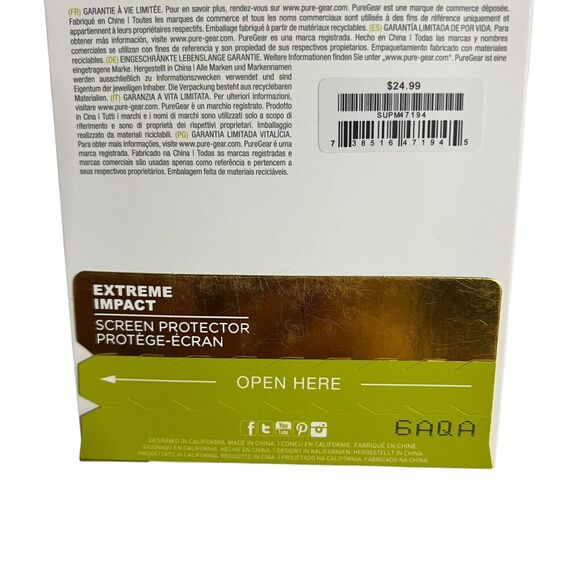 (FR) GARANTIE À VIE LIMITÉE. Pour en savoir plus, rendez-vous sur www.pure-gear.com. PureGear est une marque de commerce déposée.
Fabriqué en Chine | Toutes les marques de commerce et tous les noms commerciaux sont utilisés à des fins de référence uniquement et
appartiennent à leurs propriétaires respectifs. Emballage fabriqué à partir de matériaux recyclables. (ES) GARANTÍA LIMITADA DE POR VIDA. Para
obtener más información, visite www.pure-gear.com. PureGear es una marca registrada. Hecho en China | Todas las marcas y nombres
comerciales se utilizan con fines de referencia y son propiedad de sus respectivos propietarios. Empaquetamiento fabricado con materiales
reciclables. (DE) EINGESCHRÄNKTE LEBENSLANGE GARANTIE. Weitere Informationen finden Sie unter „www.pure-gear.com". PureGear ist eine
eingetragene Marke. Hergestellt in China | Alle Marken und Markennamen
werden ausschließlich zu Informationszwecken verwendet und sind
Eigentum der jeweiligen Inhaber. Die Verpackung besteht aus recycelbaren
Materialien. (IT) GARANZIA A VITA LIMITATA. Per ulteriori informazioni,
visitare www.pure-gear.com. PureGear è un marchio registrato. Prodotto
in Cina | Tutti i marchi e i nomi di marchi sono utilizzati solo a scopo di
riferimento e sono di proprietà dei rispettivi proprietari. Imballaggio
realizzato da materiali riciclabili. (PG) GARANTIA LIMITADA VITALÍCIA.
Para obter mais informações, visite www.pure-gear.com. PureGear é uma
marca registrada. Fabricado na China | Todas as marcas registradas e
marcas comerciais são usadas apenas como referência e pertencem a
seus respectivos proprietários. Embalagem feita de materiais recicláveis.
$24.99
SUPM47194
7 38516 47194 5
EXTREME
IMPACT
SCREEN PROTECTOR
PROTÈGE-ÉCRAN
OPEN HERE
f t You Tube P
6AQA
DESIGNED IN CALIFORNIA. MADE IN CHINA. | CONÇU EN CALIFORNIE. FABRIQUÉ EN CHINE.
DISEÑADO EN CALIFORNIA. HECHO EN CHINA. | DESIGNT IN KALIFORNIEN. HERGESTELLT IN CHINA.
PROGETTATO IN CALIFORNIA. PRODOTTO IN CINA. | PROJETADO NA CALIFÓRNIA. FABRICADO NA CHINA.